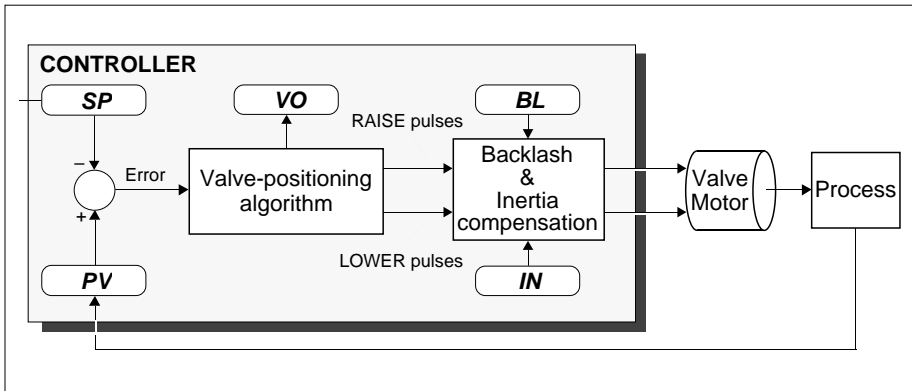 CONTROLLER
SP
VO
BL
RAISE pulses
–
Error
+
Valve-positioning
algorithm
Backlash
&
Inertia
compensation
Valve
Motor
Process
LOWER pulses
PV
IN